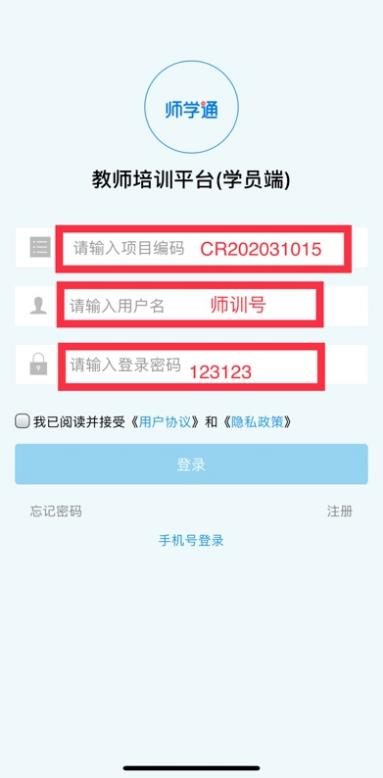 师学通
教师培训平台(学员端)
请输入项目编码 CR202031015
请输入用户名 师训号
请输入登录密码 123123
我已阅读并接受《用户协议》和《隐私政策》
登录
忘记密码 注册
手机号登录